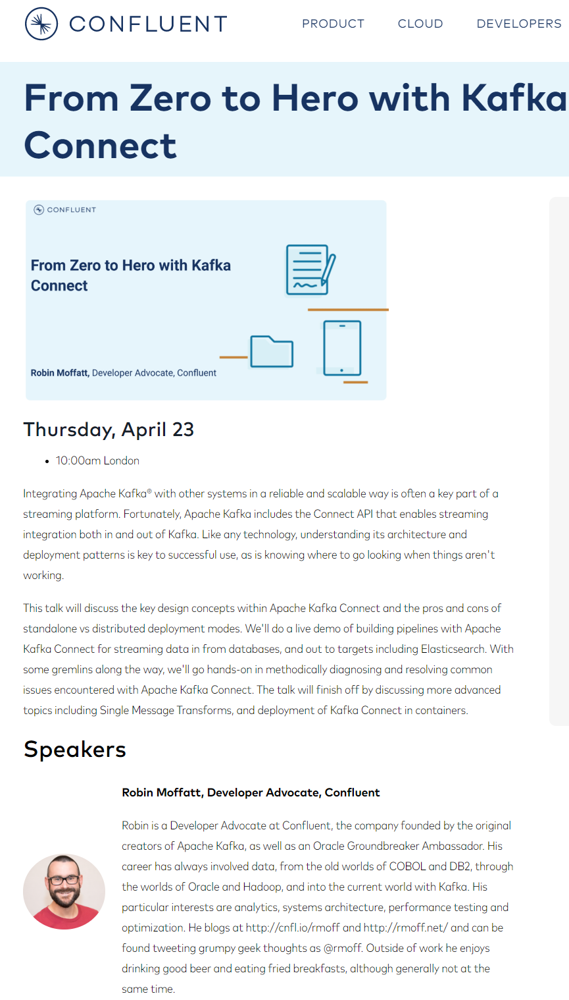 CONFLUENT
PRODUCT
CLOUD
DEVELOPERS
From Zero to Hero with Kafka
Connect
CONFLUENT
From Zero to Hero with Kafka
Connect
Robin Moffatt, Developer Advocate, Confluent
Thursday, April 23
• 10:00am London
Integrating Apache Kafka® with other systems in a reliable and scalable way is often a key part of a
streaming platform. Fortunately, Apache Kafka includes the Connect API that enables streaming
integration both in and out of Kafka. Like any technology, understanding its architecture and
deployment patterns is key to successful use, as is knowing where to go looking when things aren't
working.
This talk will discuss the key design concepts within Apache Kafka Connect and the pros and cons of
standalone vs distributed deployment modes. We'll do a live demo of building pipelines with Apache
Kafka Connect for streaming data in from databases, and out to targets including Elasticsearch. With
some gremlins along the way, we'll go hands-on in methodically diagnosing and resolving common
issues encountered with Apache Kafka Connect. The talk will finish off by discussing more advanced
topics including Single Message Transforms, and deployment of Kafka Connect in containers.
Speakers
Robin Moffatt, Developer Advocate, Confluent
Robin is a Developer Advocate at Confluent, the company founded by the original
creators of Apache Kafka, as well as an Oracle Groundbreaker Ambassador. His
career has always involved data, from the old worlds of COBOL and DB2, through
the worlds of Oracle and Hadoop, and into the current world with Kafka. His
particular interests are analytics, systems architecture, performance testing and
optimization. He blogs at http://cnfl.io/rmoff and http://rmoff.net/ and can be
found tweeting grumpy geek thoughts as @rmoff. Outside of work he enjoys
drinking good beer and eating fried breakfasts, although generally not at the
same time.